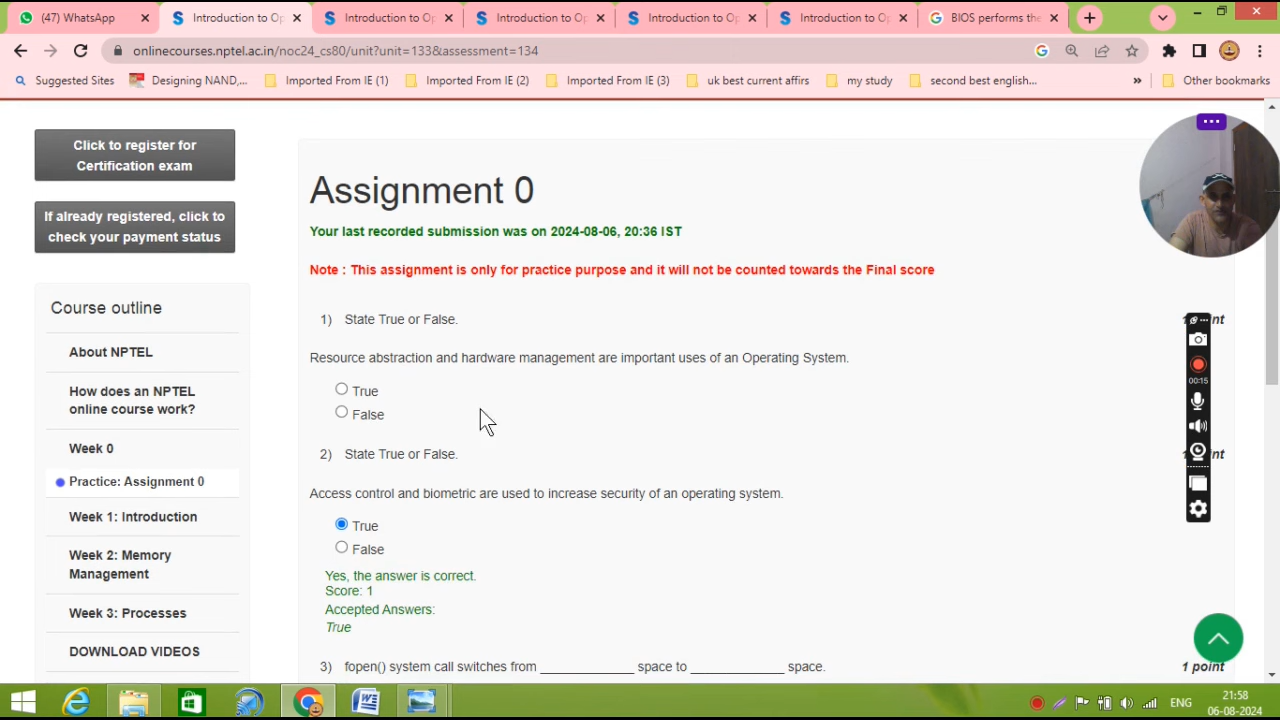 (47) WhatsApp
Introduction to Op
Introduction to Op
Introduction to Op
Introduction to Op
Introduction to Op
BIOS performs the
onlinecourses.nptel.ac.in/noc24_cs80/unit?unit=133&assessment=134
Suggested Sites
Designing NAND,...
Imported From IE (1)
Imported From IE (2)
Imported From IE (3)
uk best current affirs
my study
second best english...
Other bookmarks
Click to register for
Certification exam
If already registered, click to
check your payment status
Course outline
About NPTEL
How does an NPTEL
online course work?
Week 0
Practice: Assignment 0
Week 1: Introduction
Week 2: Memory
Management
Week 3: Processes
DOWNLOAD VIDEOS
Assignment 0
Your last recorded submission was on 2024-08-06, 20:36 IST
Note : This assignment is only for practice purpose and it will not be counted towards the Final score
1) State True or False.
Resource abstraction and hardware management are important uses of an Operating System.
True
False
2) State True or False.
Access control and biometric are used to increase security of an operating system.
True
False
Yes, the answer is correct.
Score: 1
Accepted Answers:
True
3) fopen() system call switches from ____________ space to ____________ space.
1 point
00:15
ENG
21:58
06-08-2024